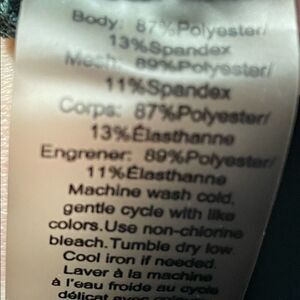 Body: 87%Polyester/
13%Spandex
Mesh: 89%Polyester/
11%Spandex
Corps: 87%Polyester/
13%Élasthanne
Engrener: 89%Polyester/
11%Élasthanne
Machine wash cold,
gentle cycle with like
colors.Use non-chlorine
bleach.Tumble dry low.
Cool iron if needed.
Laver à la machine
à l'eau froide au cycle
délicat avec